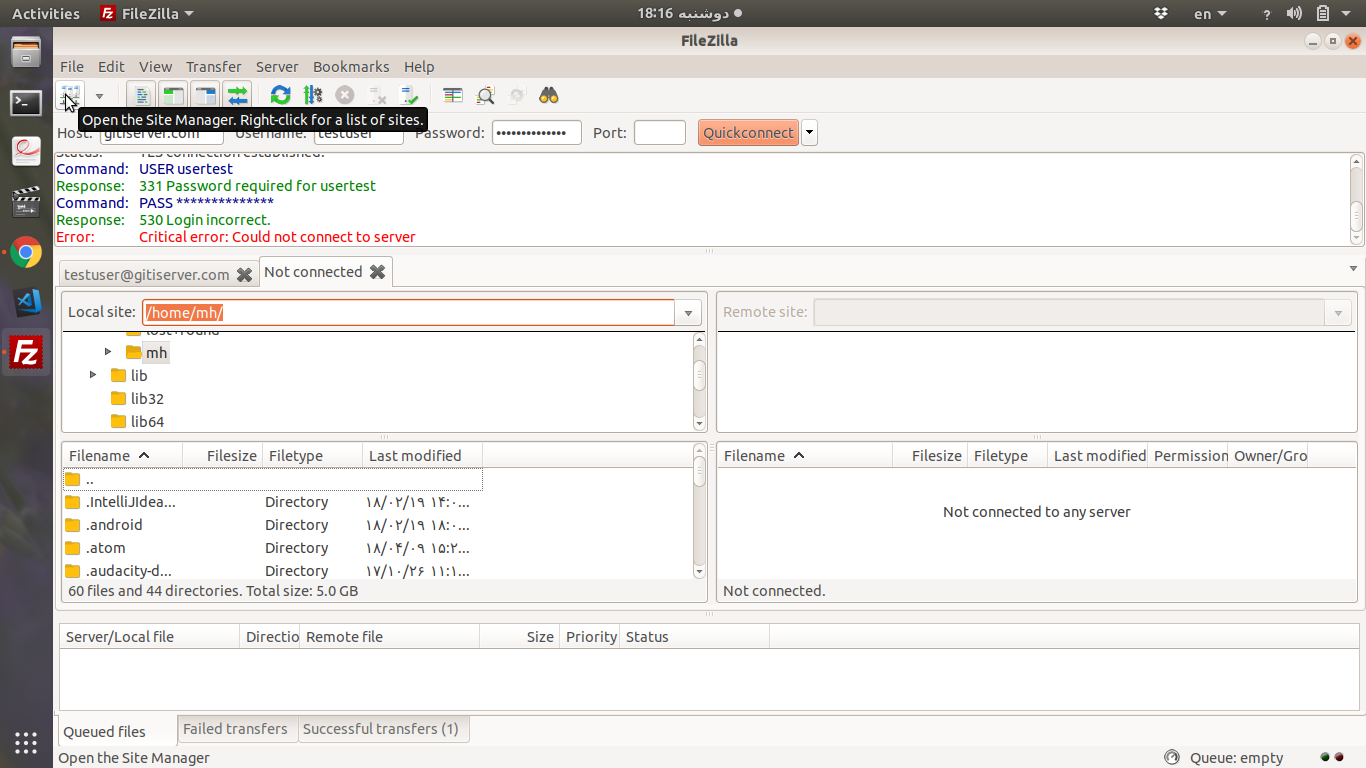 Activities FileZilla دوشنبه 18:16 en ?
FileZilla
File Edit View Transfer Server Bookmarks Help
Open the Site Manager. Right-click for a list of sites.
Host: gitiserver.com Username: testuser Password: •••••••••••••• Port: Quickconnect
Status: TLS connection established.
Command: USER usertest
Response: 331 Password required for usertest
Command: PASS **************
Response: 530 Login incorrect.
Error: Critical error: Could not connect to server
testuser@gitiserver.com Not connected
Local site: /home/mh/ Remote site:
lost+found
mh
lib
lib32
lib64
Filename Filesize Filetype Last modified
..
.IntelliJIdea... Directory ۱۸/۰۲/۱۹ ۱۴:۰...
.android Directory ۱۸/۰۲/۱۹ ۱۸:۰...
.atom Directory ۱۸/۰۴/۰۹ ۱۵:۲...
.audacity-d... Directory ۱۷/۱۰/۲۶ ۱۱:۱...
60 files and 44 directories. Total size: 5.0 GB
Filename Filesize Filetype Last modified Permission Owner/Gro
Not connected to any server
Not connected.
Server/Local file Directio Remote file Size Priority Status
Queued files Failed transfers Successful transfers (1)
Open the Site Manager Queue: empty